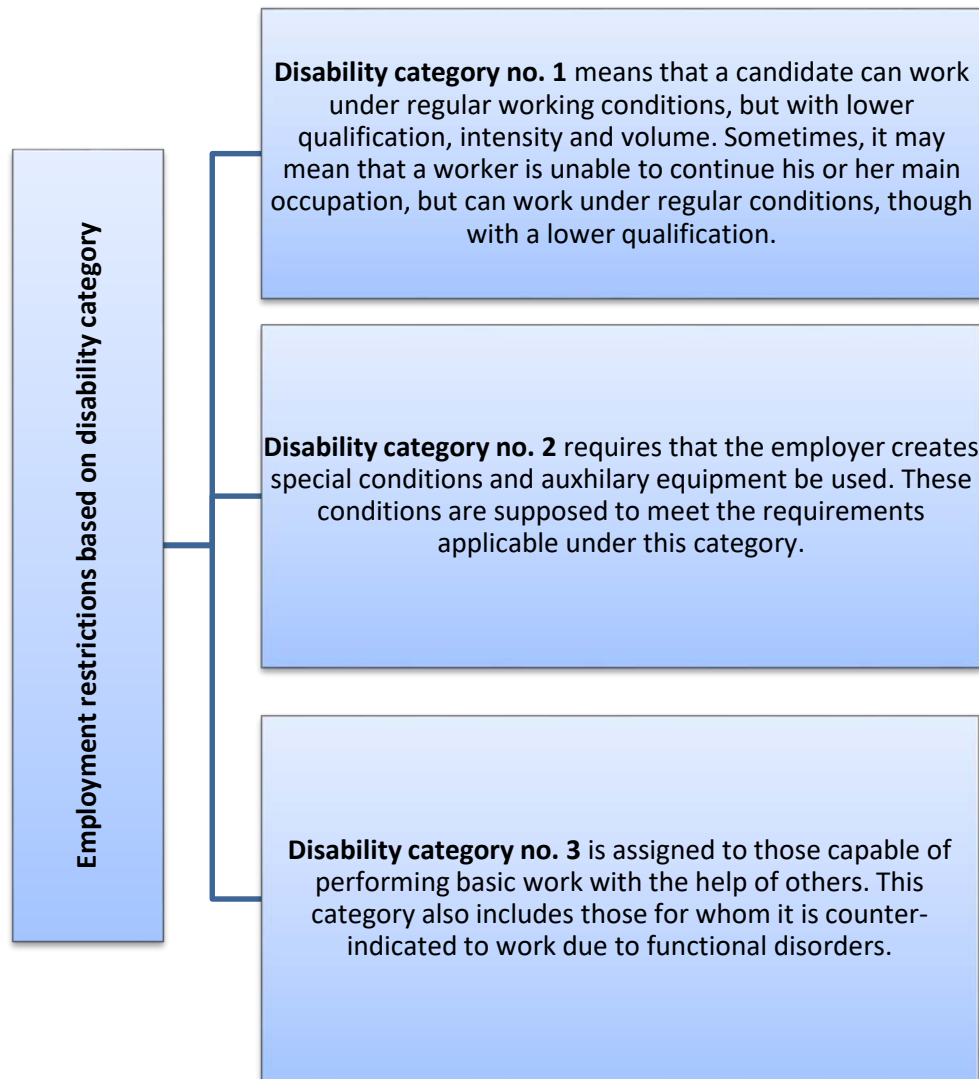 Employment restrictions based on disability category
Disability category no. 1 means that a candidate can work
under regular working conditions, but with lower
qualification, intensity and volume. Sometimes, it may
mean that a worker is unable to continue his or her main
occupation, but can work under regular conditions, though
with a lower qualification.
Disability category no. 2 requires that the employer creates
special conditions and auxhilary equipment be used. These
conditions are supposed to meet the requirements
applicable under this category.
Disability category no. 3 is assigned to those capable of
performing basic work with the help of others. This
category also includes those for whom it is counter-
indicated to work due to functional disorders.